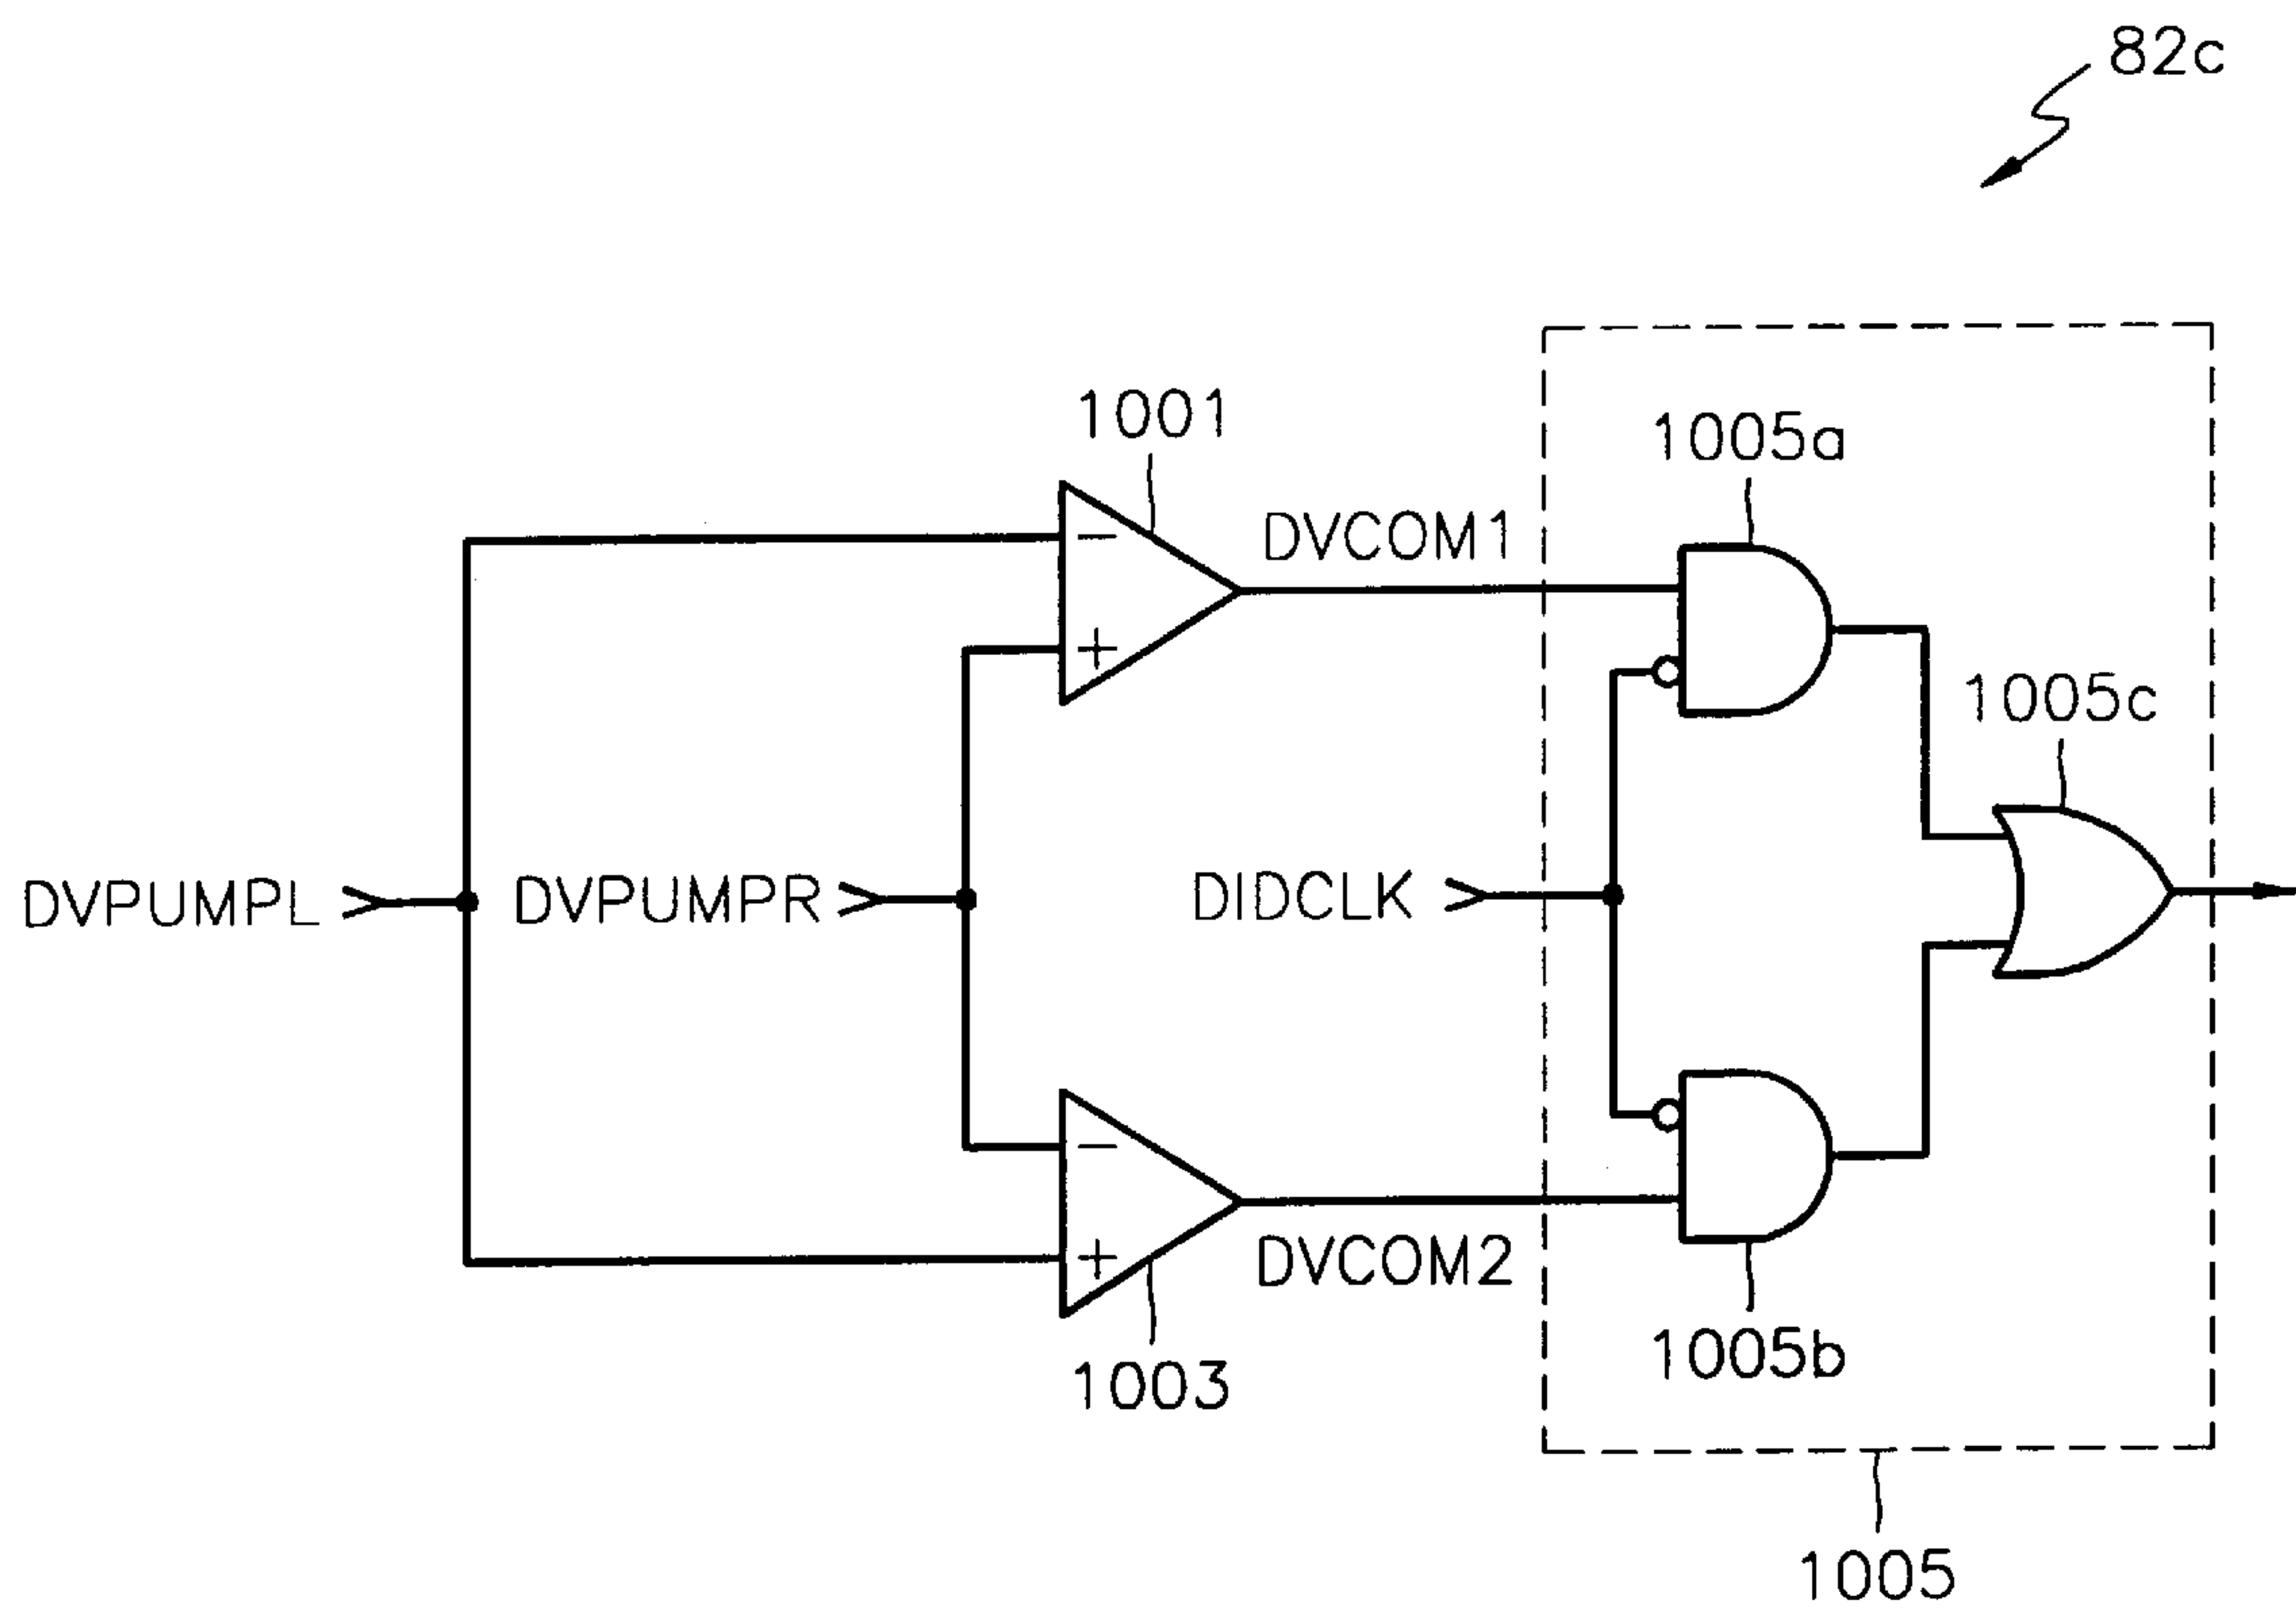 82c
1001
1005a
DVCOM1
1005c
DVPUMPL
DVPUMPR
DIDCLK
DVCOM2
1003
1005b
1005